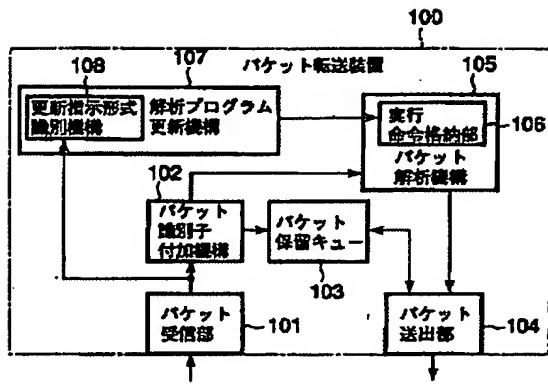 100
108
107
パケット転送装置
105
更新指示形式
識別機構
解析プログラム
更新機構
実行
命令格納部
106
パケット
解析機構
102
パケット
識別子
付加機構
パケット
保留キュー
103
パケット
受信部
101
パケット
送出部
104